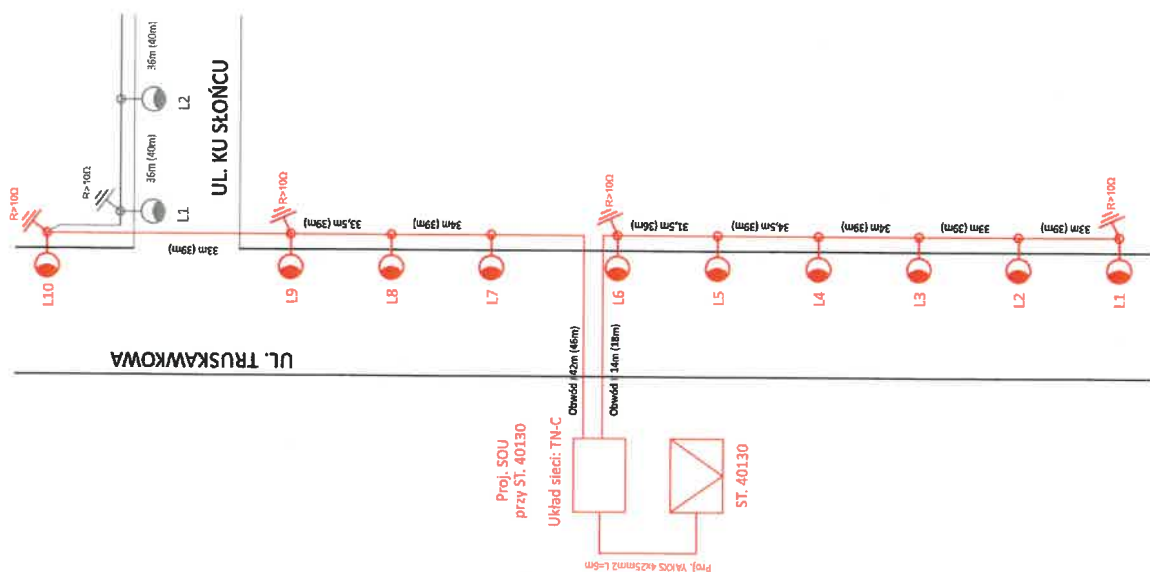 36m (40m)
L2
36m (40m)
R>10Ω
L1
UL. KU SŁOŃCU
R>10Ω
L10
33m (39m)
R>10Ω
L9
33,5m (39m)
L8
34m (39m)
L7
R>10Ω
L6
31,5m (36m)
L5
34,5m (39m)
L4
34m (39m)
L3
33m (39m)
L2
33m (39m)
R>10Ω
L1
UL. TRUSKAWKOWA
Obwód I 42m (46m)
Obwód I 14m (18m)
Proj. SOU
przy ST. 40130
Układ sieci: TN-C
ST. 40130
Proj. YAKXS 4x25mm2 L=6m